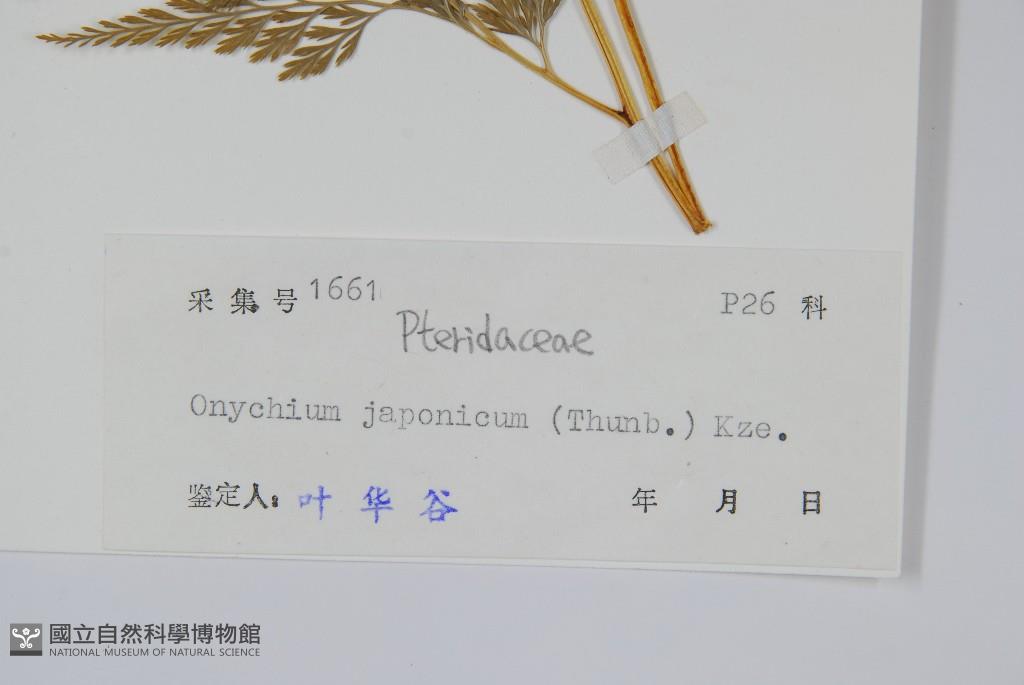 采集号 1661 P26 科
Pteridaceae
Onychium japonicum (Thunb.) Kze.
鉴定人: 叶华谷 年 月 日
國立自然科學博物館
NATIONAL MUSEUM OF NATURAL SCIENCE